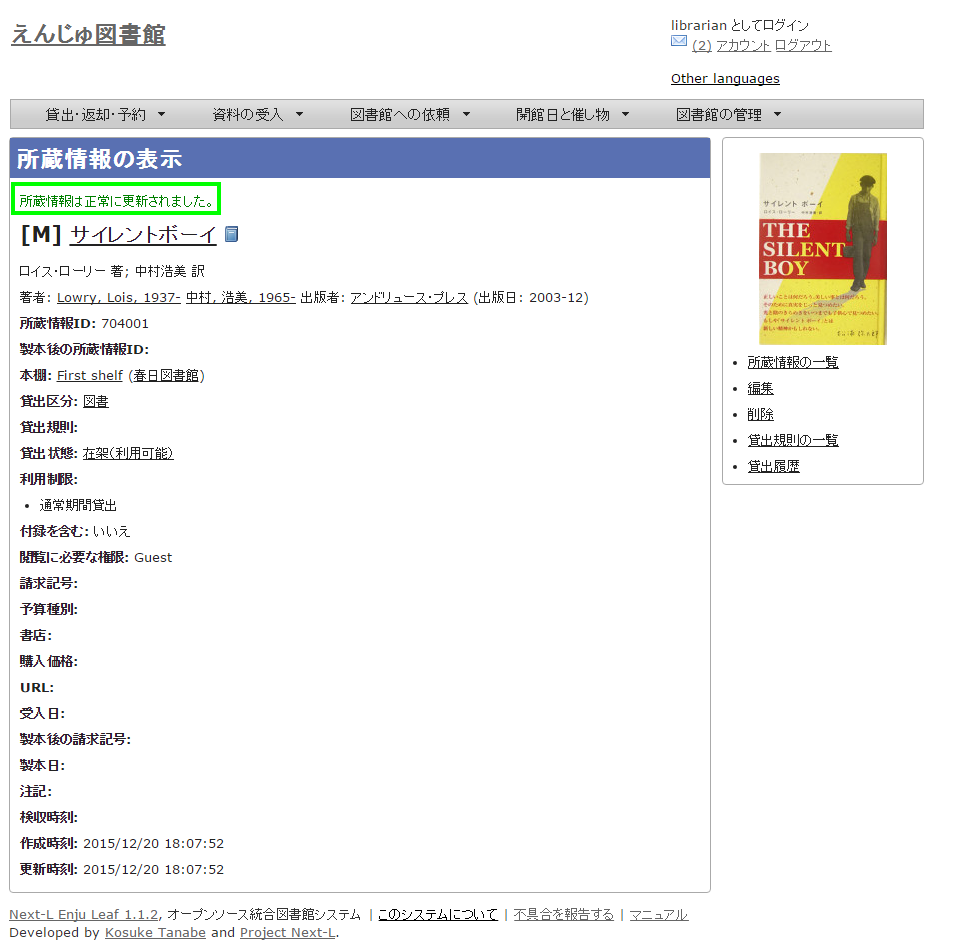 えんじゅ図書館
librarian としてログイン
(2) アカウント ログアウト
Other languages
貸出・返却・予約 ▼ 資料の受入 ▼ 図書館への依頼 ▼ 開館日と催し物 ▼ 図書館の管理 ▼
所蔵情報の表示
所蔵情報は正常に更新されました。
[M] サイレントボーイ
ロイス・ローリー 著; 中村浩美 訳
著者: Lowry, Lois, 1937- 中村, 浩美, 1965- 出版者: アンドリュース・プレス (出版日: 2003-12)
所蔵情報ID: 704001
製本後の所蔵情報ID:
本棚: First shelf (春日図書館)
貸出区分: 図書
貸出規則:
貸出状態: 在架(利用可能)
利用制限:
• 通常期間貸出
付録を含む: いいえ
閲覧に必要な権限: Guest
請求記号:
予算種別:
書店:
購入価格:
URL:
受入日:
製本後の請求記号:
製本日:
注記:
検収時刻:
作成時刻: 2015/12/20 18:07:52
更新時刻: 2015/12/20 18:07:52
サイレント ボーイ
ロイス・ローリー 中村浩美 訳
THE
SILENT
BOY
• 所蔵情報の一覧
• 編集
• 削除
• 貸出規則の一覧
• 貸出履歴
Next-L Enju Leaf 1.1.2, オープンソース統合図書館システム | このシステムについて | 不具合を報告する | マニュアル
Developed by Kosuke Tanabe and Project Next-L.